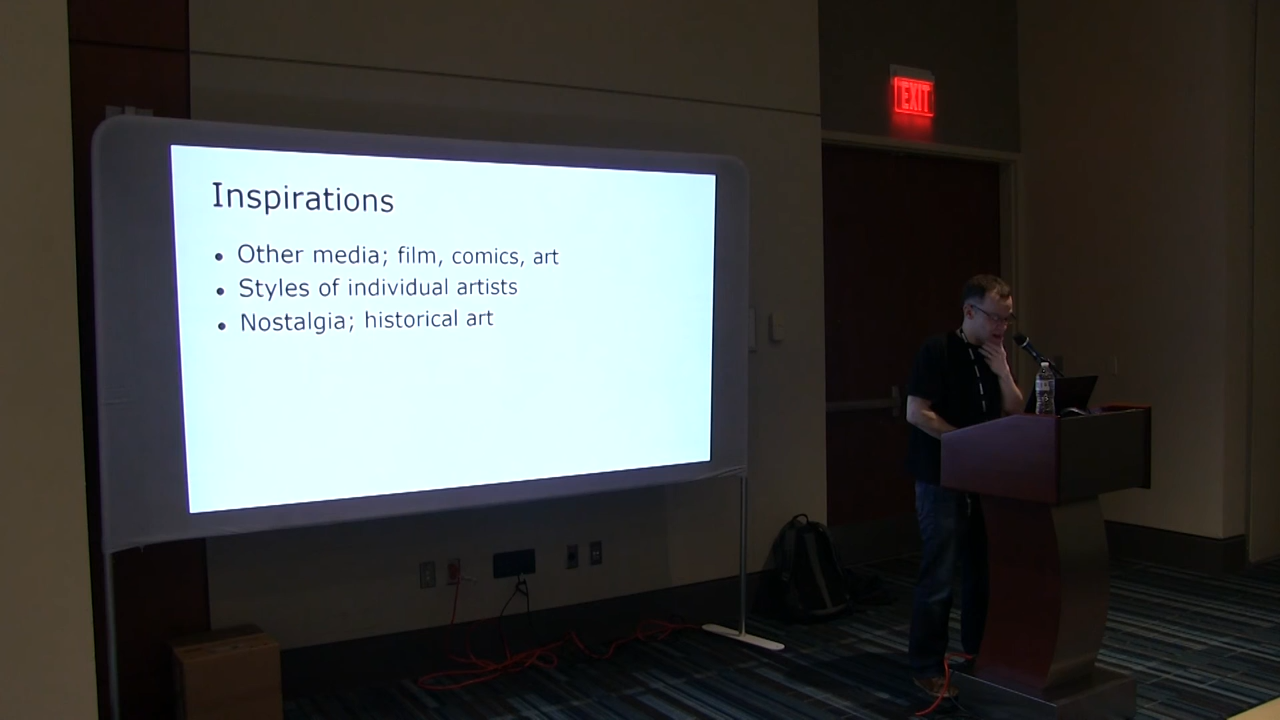 EXIT
Inspirations
• Other media; film, comics, art
• Styles of individual artists
• Nostalgia; historical art